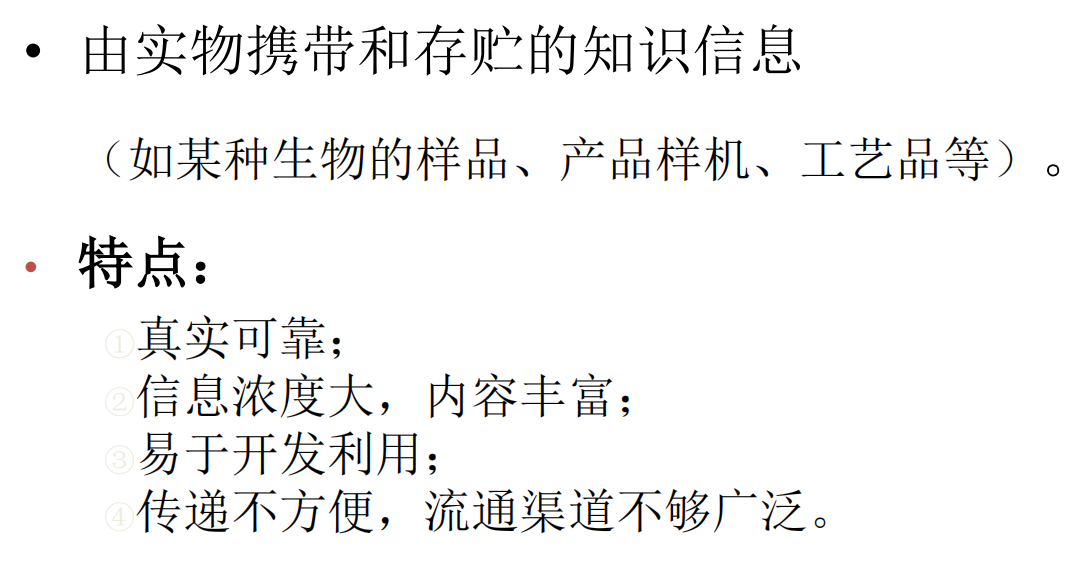 • 由实物携带和存贮的知识信息
（如某种生物的样品、产品样机、工艺品等）。
• 特点：
①真实可靠；
②信息浓度大，内容丰富；
③易于开发利用；
④传递不方便，流通渠道不够广泛。